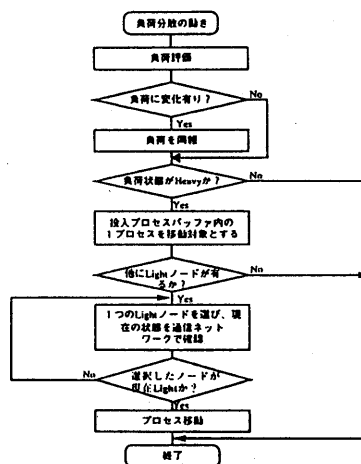 負荷分散の動き
負荷評価
負荷に変化有り?
No
Yes
負荷を同報
負荷状態がHeavyか?
No
Yes
投入プロセスバッファ内の
1プロセスを移動対象とする
他にLightノードが有
るか?
No
Yes
1つのLightノードを選び、現
在の状態を通信ネット
ワークで確認
選択したノードが
現在Lightか?
No
Yes
プロセス移動
終了